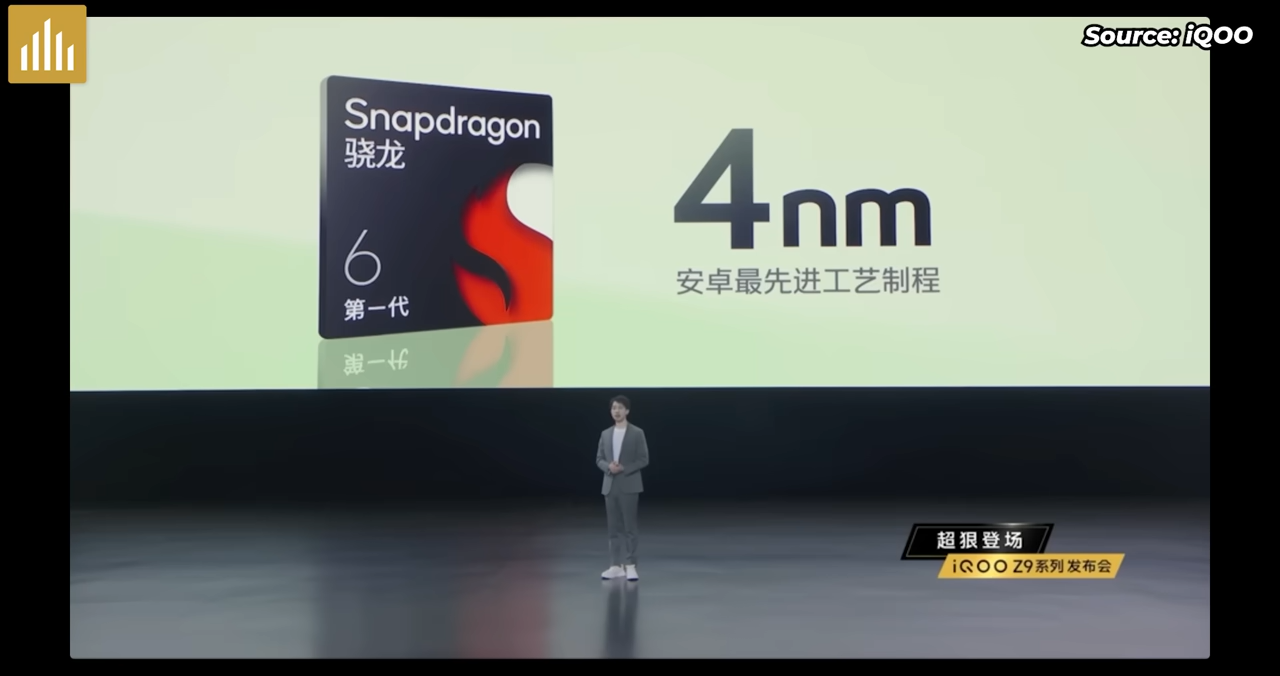 Source: iQOO
Snapdragon
骁龙
6
第一代
4nm
安卓最先进工艺制程
超狠登场
iQOO Z9系列发布会